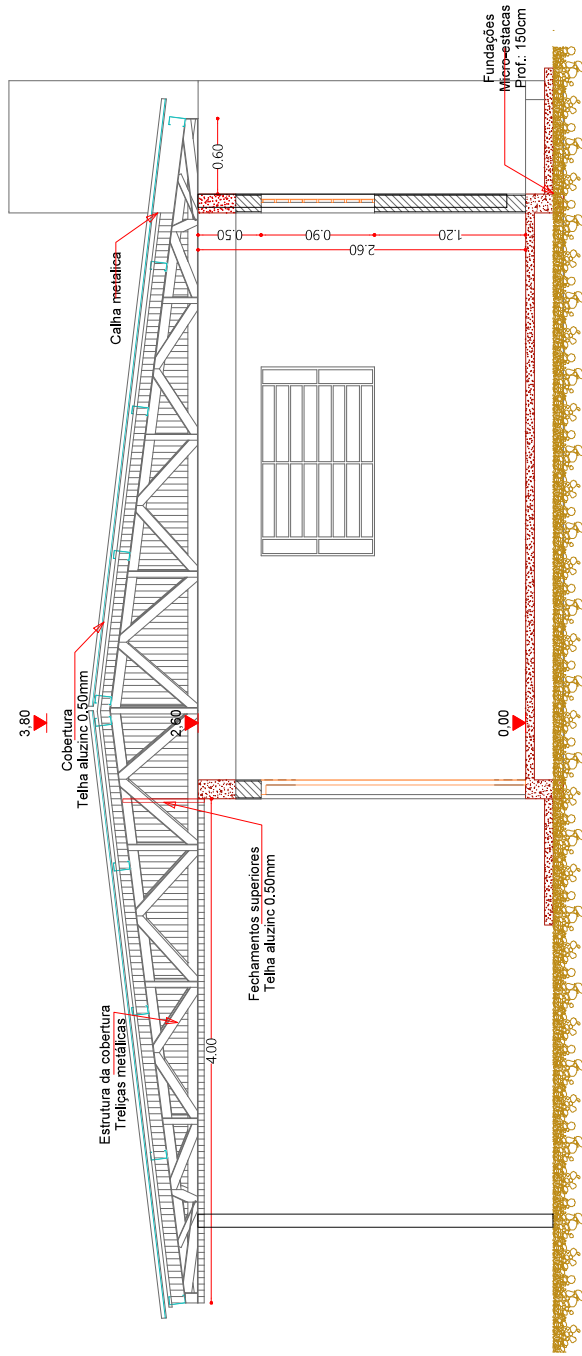 3,80
Cobertura
Telha aluzinc 0.50mm
2,60
0,00
Estrutura da cobertura
Treliças metálicas
Fechamentos superiores
Telha aluzinc 0.50mm
4.00
Calha metalica
0.60
0.50
0.90
1.20
2.60
Fundações
Micro-estacas
Prof.: 150cm